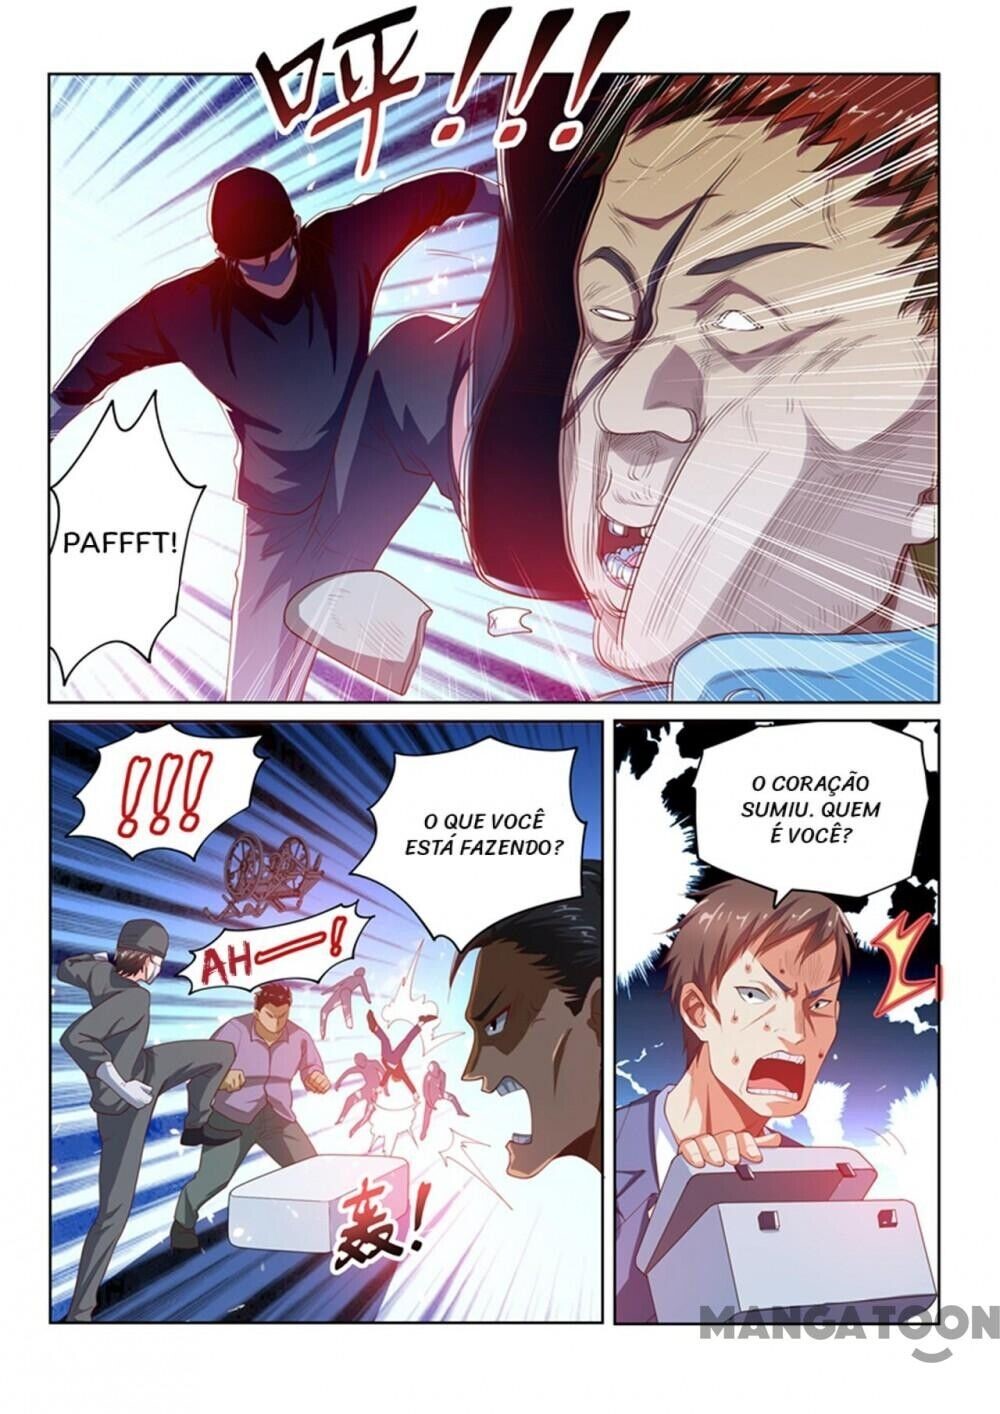 呼!!!
PAFFFT!
!!!
O QUE VOCÊ
ESTÁ FAZENDO?
AH—!
轰!
O CORAÇÃO
SUMIU. QUEM
É VOCÊ?
MANGATOON